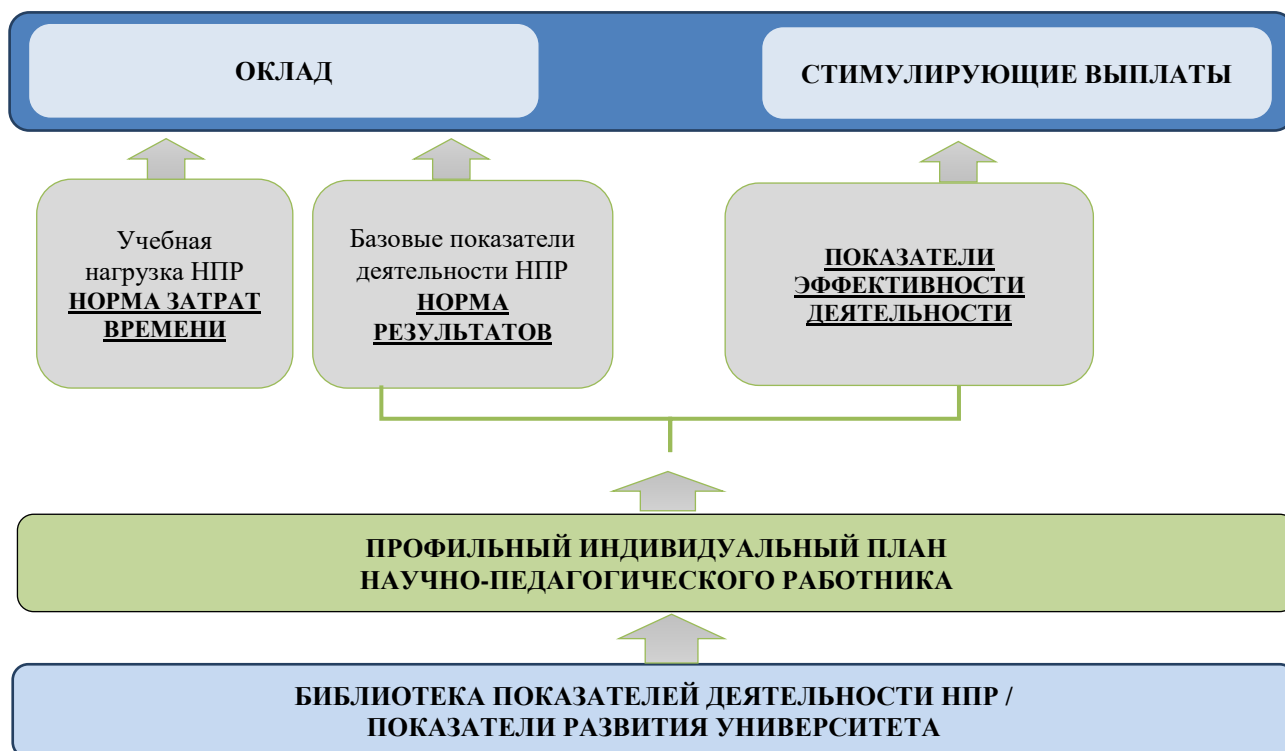 ОКЛАД
СТИМУЛИРУЮЩИЕ ВЫПЛАТЫ
Учебная
нагрузка НПР
НОРМА ЗАТРАТ
ВРЕМЕНИ
Базовые показатели
деятельности НПР
НОРМА
РЕЗУЛЬТАТОВ
ПОКАЗАТЕЛИ
ЭФФЕКТИВНОСТИ
ДЕЯТЕЛЬНОСТИ
ПРОФИЛЬНЫЙ ИНДИВИДУАЛЬНЫЙ ПЛАН
НАУЧНО-ПЕДАГОГИЧЕСКОГО РАБОТНИКА
БИБЛИОТЕКА ПОКАЗАТЕЛЕЙ ДЕЯТЕЛЬНОСТИ НПР /
ПОКАЗАТЕЛИ РАЗВИТИЯ УНИВЕРСИТЕТА